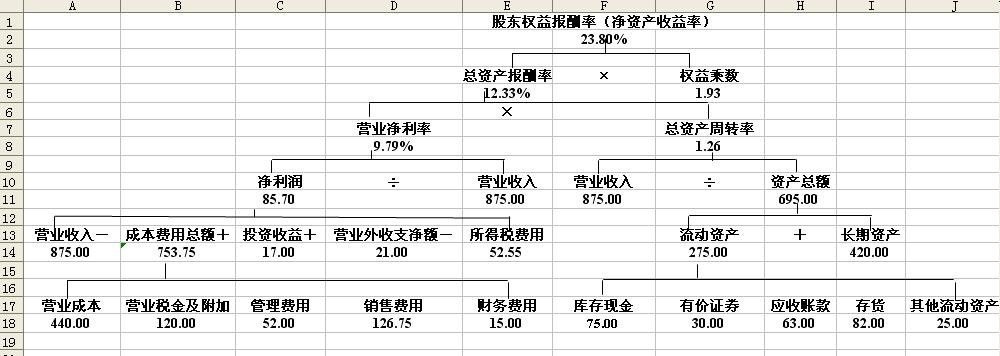 A B C D E F G H I J
1 股东权益报酬率（净资产收益率）
2 23.80%
3
4 总资产报酬率 × 权益乘数
5 12.33% 1.93
6 ×
7 营业净利率 总资产周转率
8 9.79% 1.26
9
10 净利润 ÷ 营业收入 营业收入 ÷ 资产总额
11 85.70 875.00 875.00 695.00
12
13 营业收入－ 成本费用总额＋ 投资收益＋ 营业外收支净额－ 所得税费用 流动资产 ＋ 长期资产
14 875.00 753.75 17.00 21.00 52.55 275.00 420.00
15
16
17 营业成本 营业税金及附加 管理费用 销售费用 财务费用 库存现金 有价证券 应收账款 存货 其他流动资产
18 440.00 120.00 52.00 126.75 15.00 75.00 30.00 63.00 82.00 25.00
19